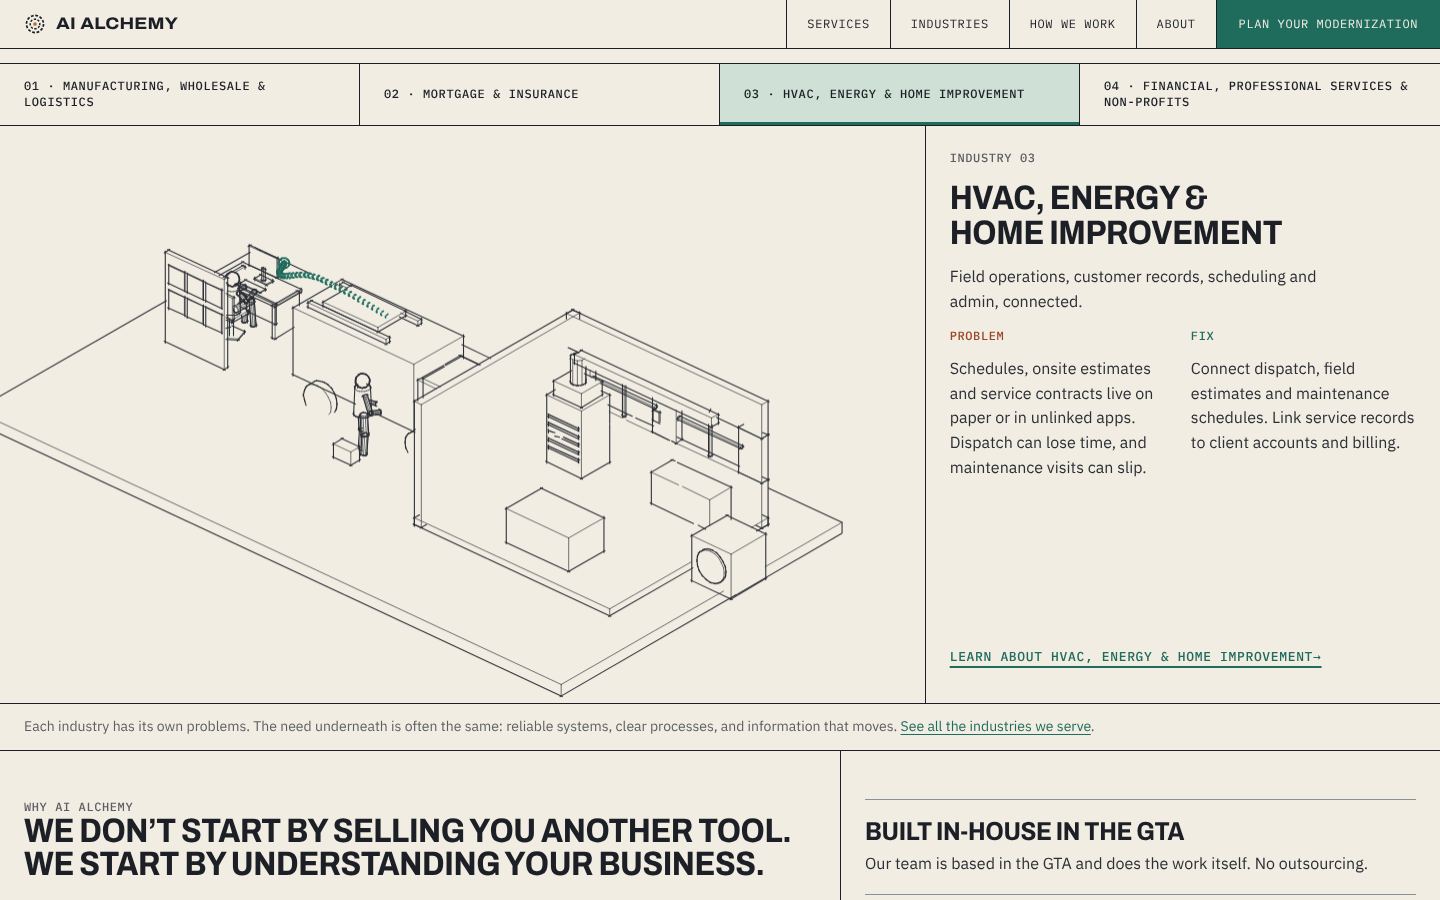 AI ALCHEMY
SERVICES
INDUSTRIES
HOW WE WORK
ABOUT
PLAN YOUR MODERNIZATION
01 · MANUFACTURING, WHOLESALE &
LOGISTICS
02 · MORTGAGE & INSURANCE
03 · HVAC, ENERGY & HOME IMPROVEMENT
04 · FINANCIAL, PROFESSIONAL SERVICES &
NON-PROFITS
INDUSTRY 03
HVAC, ENERGY &
HOME IMPROVEMENT
Field operations, customer records, scheduling and
admin, connected.
PROBLEM
Schedules, onsite estimates
and service contracts live on
paper or in unlinked apps.
Dispatch can lose time, and
maintenance visits can slip.
FIX
Connect dispatch, field
estimates and maintenance
schedules. Link service records
to client accounts and billing.
LEARN ABOUT HVAC, ENERGY & HOME IMPROVEMENT→
Each industry has its own problems. The need underneath is often the same: reliable systems, clear processes, and information that moves. See all the industries we serve.
WHY AI ALCHEMY
WE DON’T START BY SELLING YOU ANOTHER TOOL.
WE START BY UNDERSTANDING YOUR BUSINESS.
BUILT IN-HOUSE IN THE GTA
Our team is based in the GTA and does the work itself. No outsourcing.